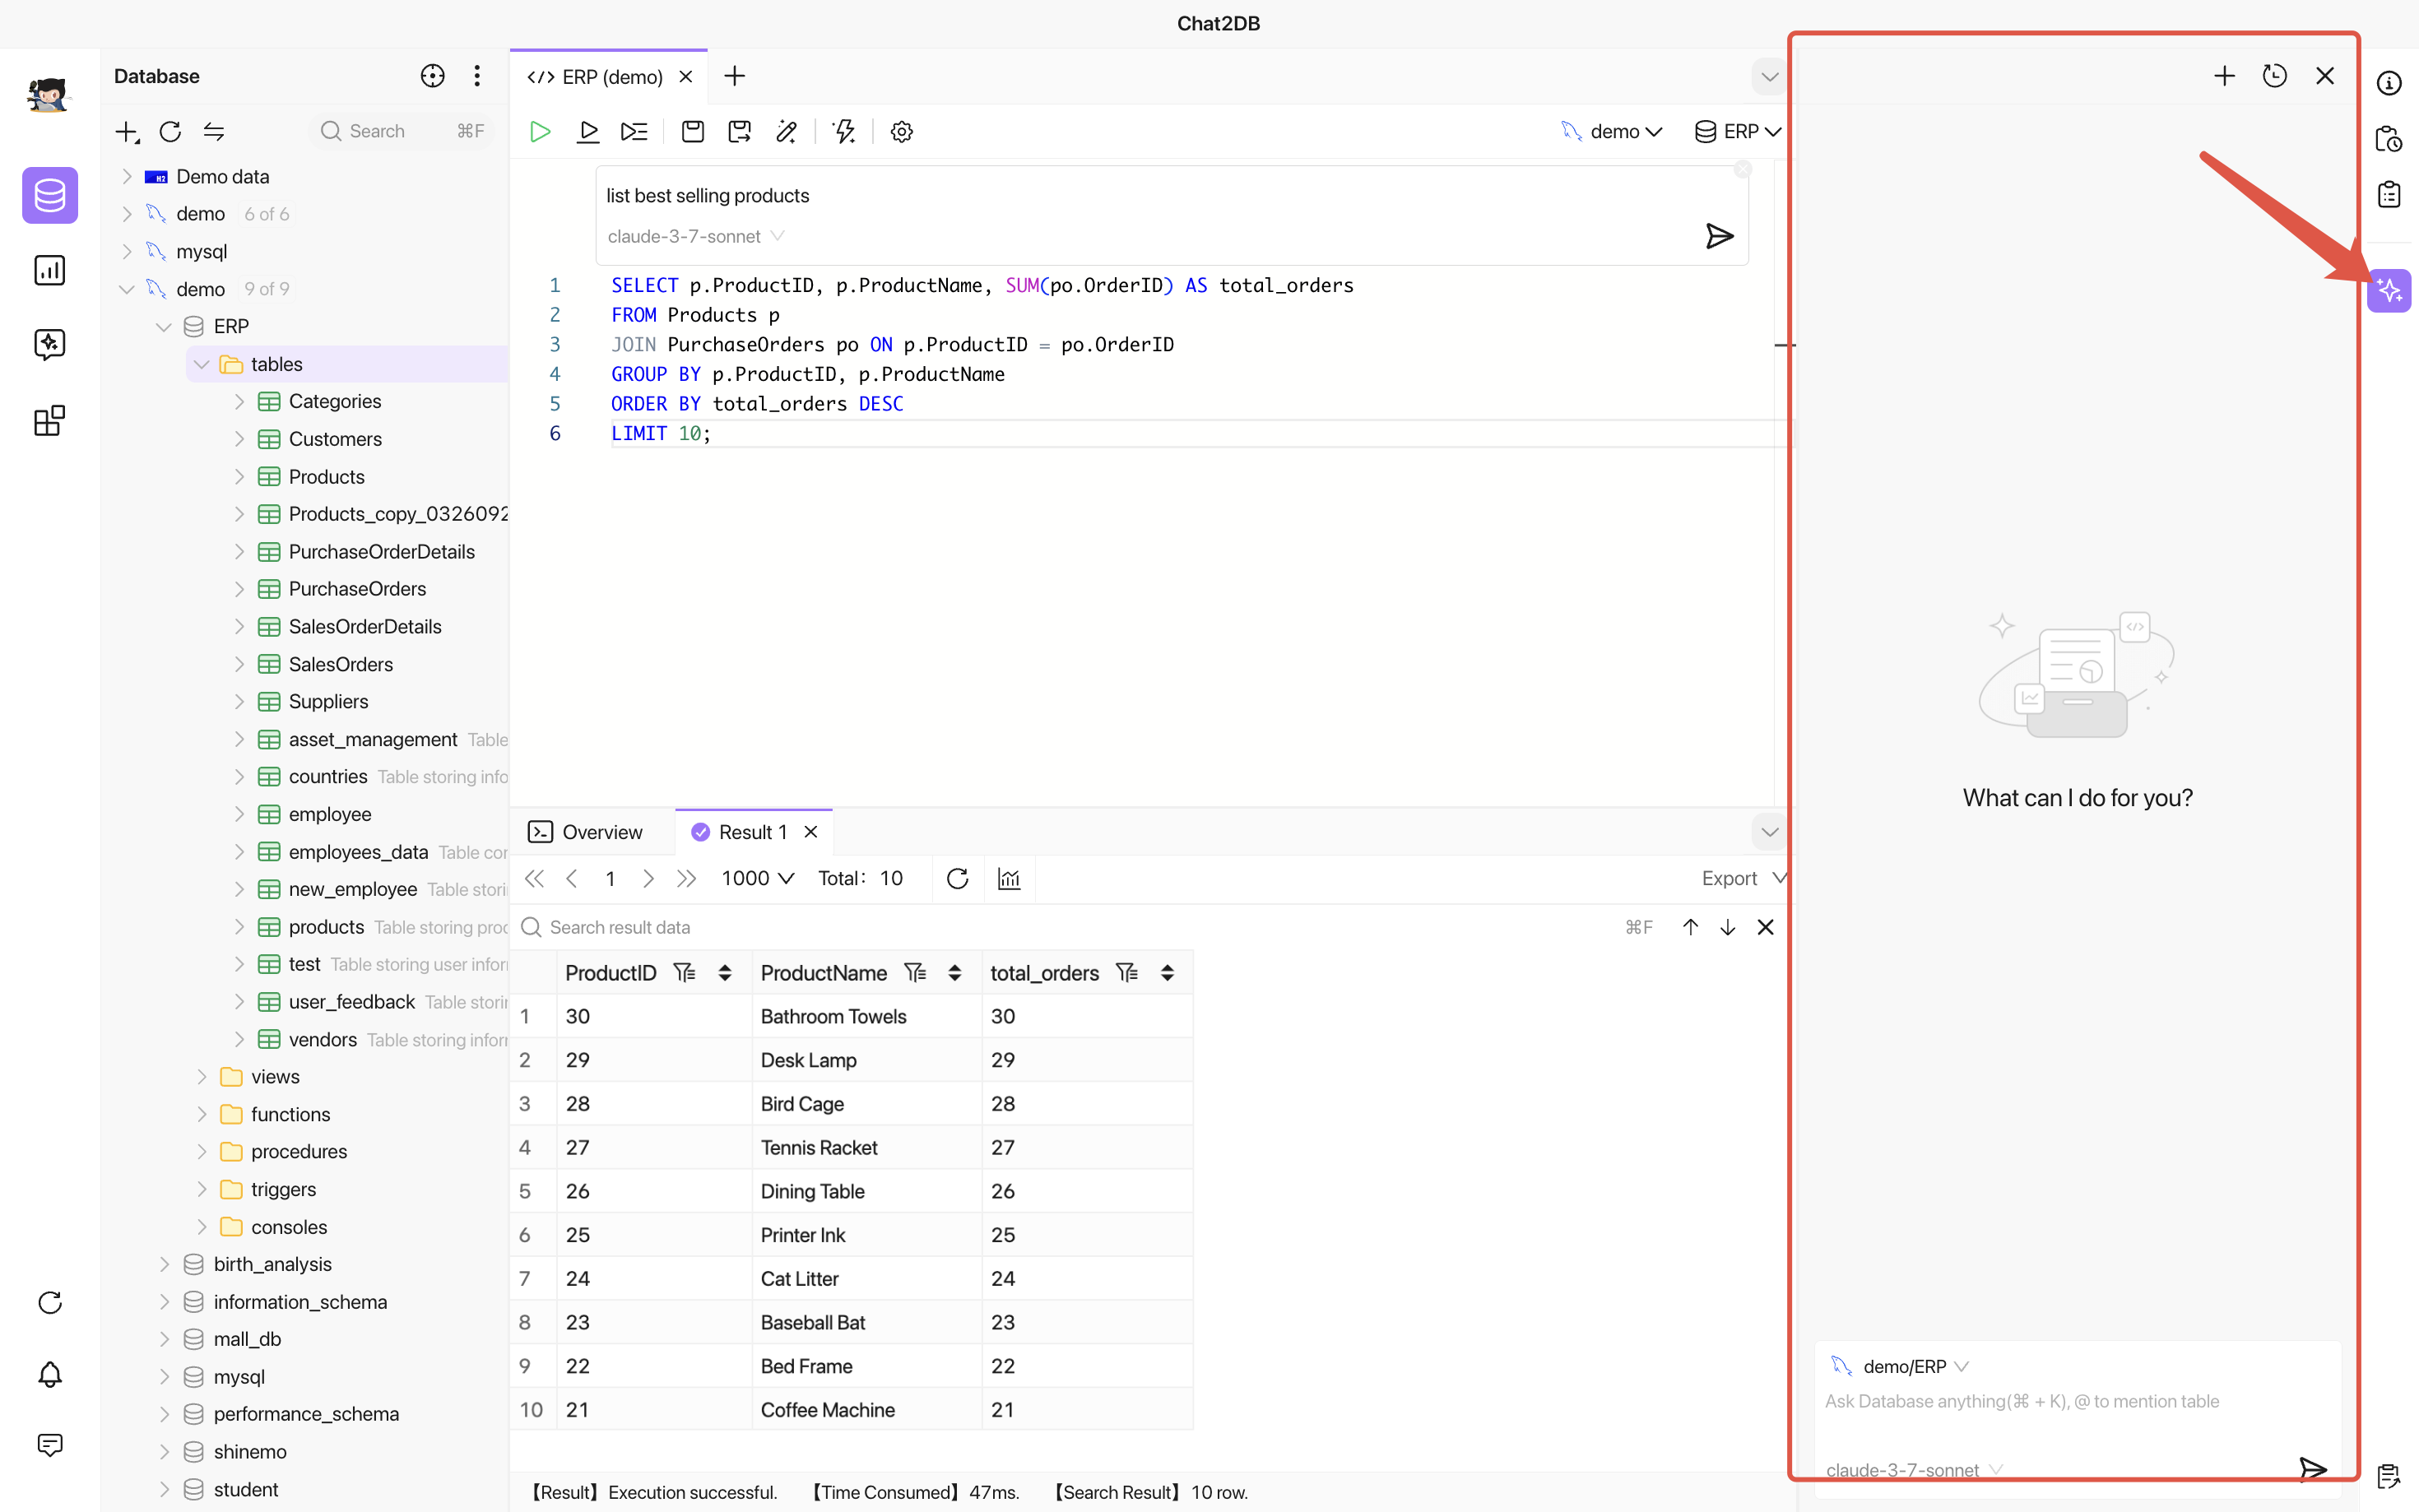 Chat2DB
Database
Search ⌘F
Demo data
demo 6 of 6
mysql
demo 9 of 9
ERP
tables
Categories
Customers
Products
Products_copy_0326092
PurchaseOrderDetails
PurchaseOrders
SalesOrderDetails
SalesOrders
Suppliers
asset_management Table
countries Table storing info
employee
employees_data Table cor
new_employee Table stori
products Table storing proc
test Table storing user infor
user_feedback Table storin
vendors Table storing infor
views
functions
procedures
triggers
consoles
birth_analysis
information_schema
mall_db
mysql
performance_schema
shinemo
student
ERP (demo)
demo ERP
list best selling products
claude-3-7-sonnet
1 SELECT p.ProductID, p.ProductName, SUM(po.OrderID) AS total_orders
2 FROM Products p
3 JOIN PurchaseOrders po ON p.ProductID = po.OrderID
4 GROUP BY p.ProductID, p.ProductName
5 ORDER BY total_orders DESC
6 LIMIT 10;
Overview Result 1
1 1000 Total: 10 Export
Search result data ⌘F
ProductID ProductName total_orders
1 30 Bathroom Towels 30
2 29 Desk Lamp 29
3 28 Bird Cage 28
4 27 Tennis Racket 27
5 26 Dining Table 26
6 25 Printer Ink 25
7 24 Cat Litter 24
8 23 Baseball Bat 23
9 22 Bed Frame 22
10 21 Coffee Machine 21
【Result】Execution successful. 【Time Consumed】47ms. 【Search Result】10 row.
What can I do for you?
demo/ERP
Ask Database anything(⌘ + K), @ to mention table
claude-3-7-sonnet